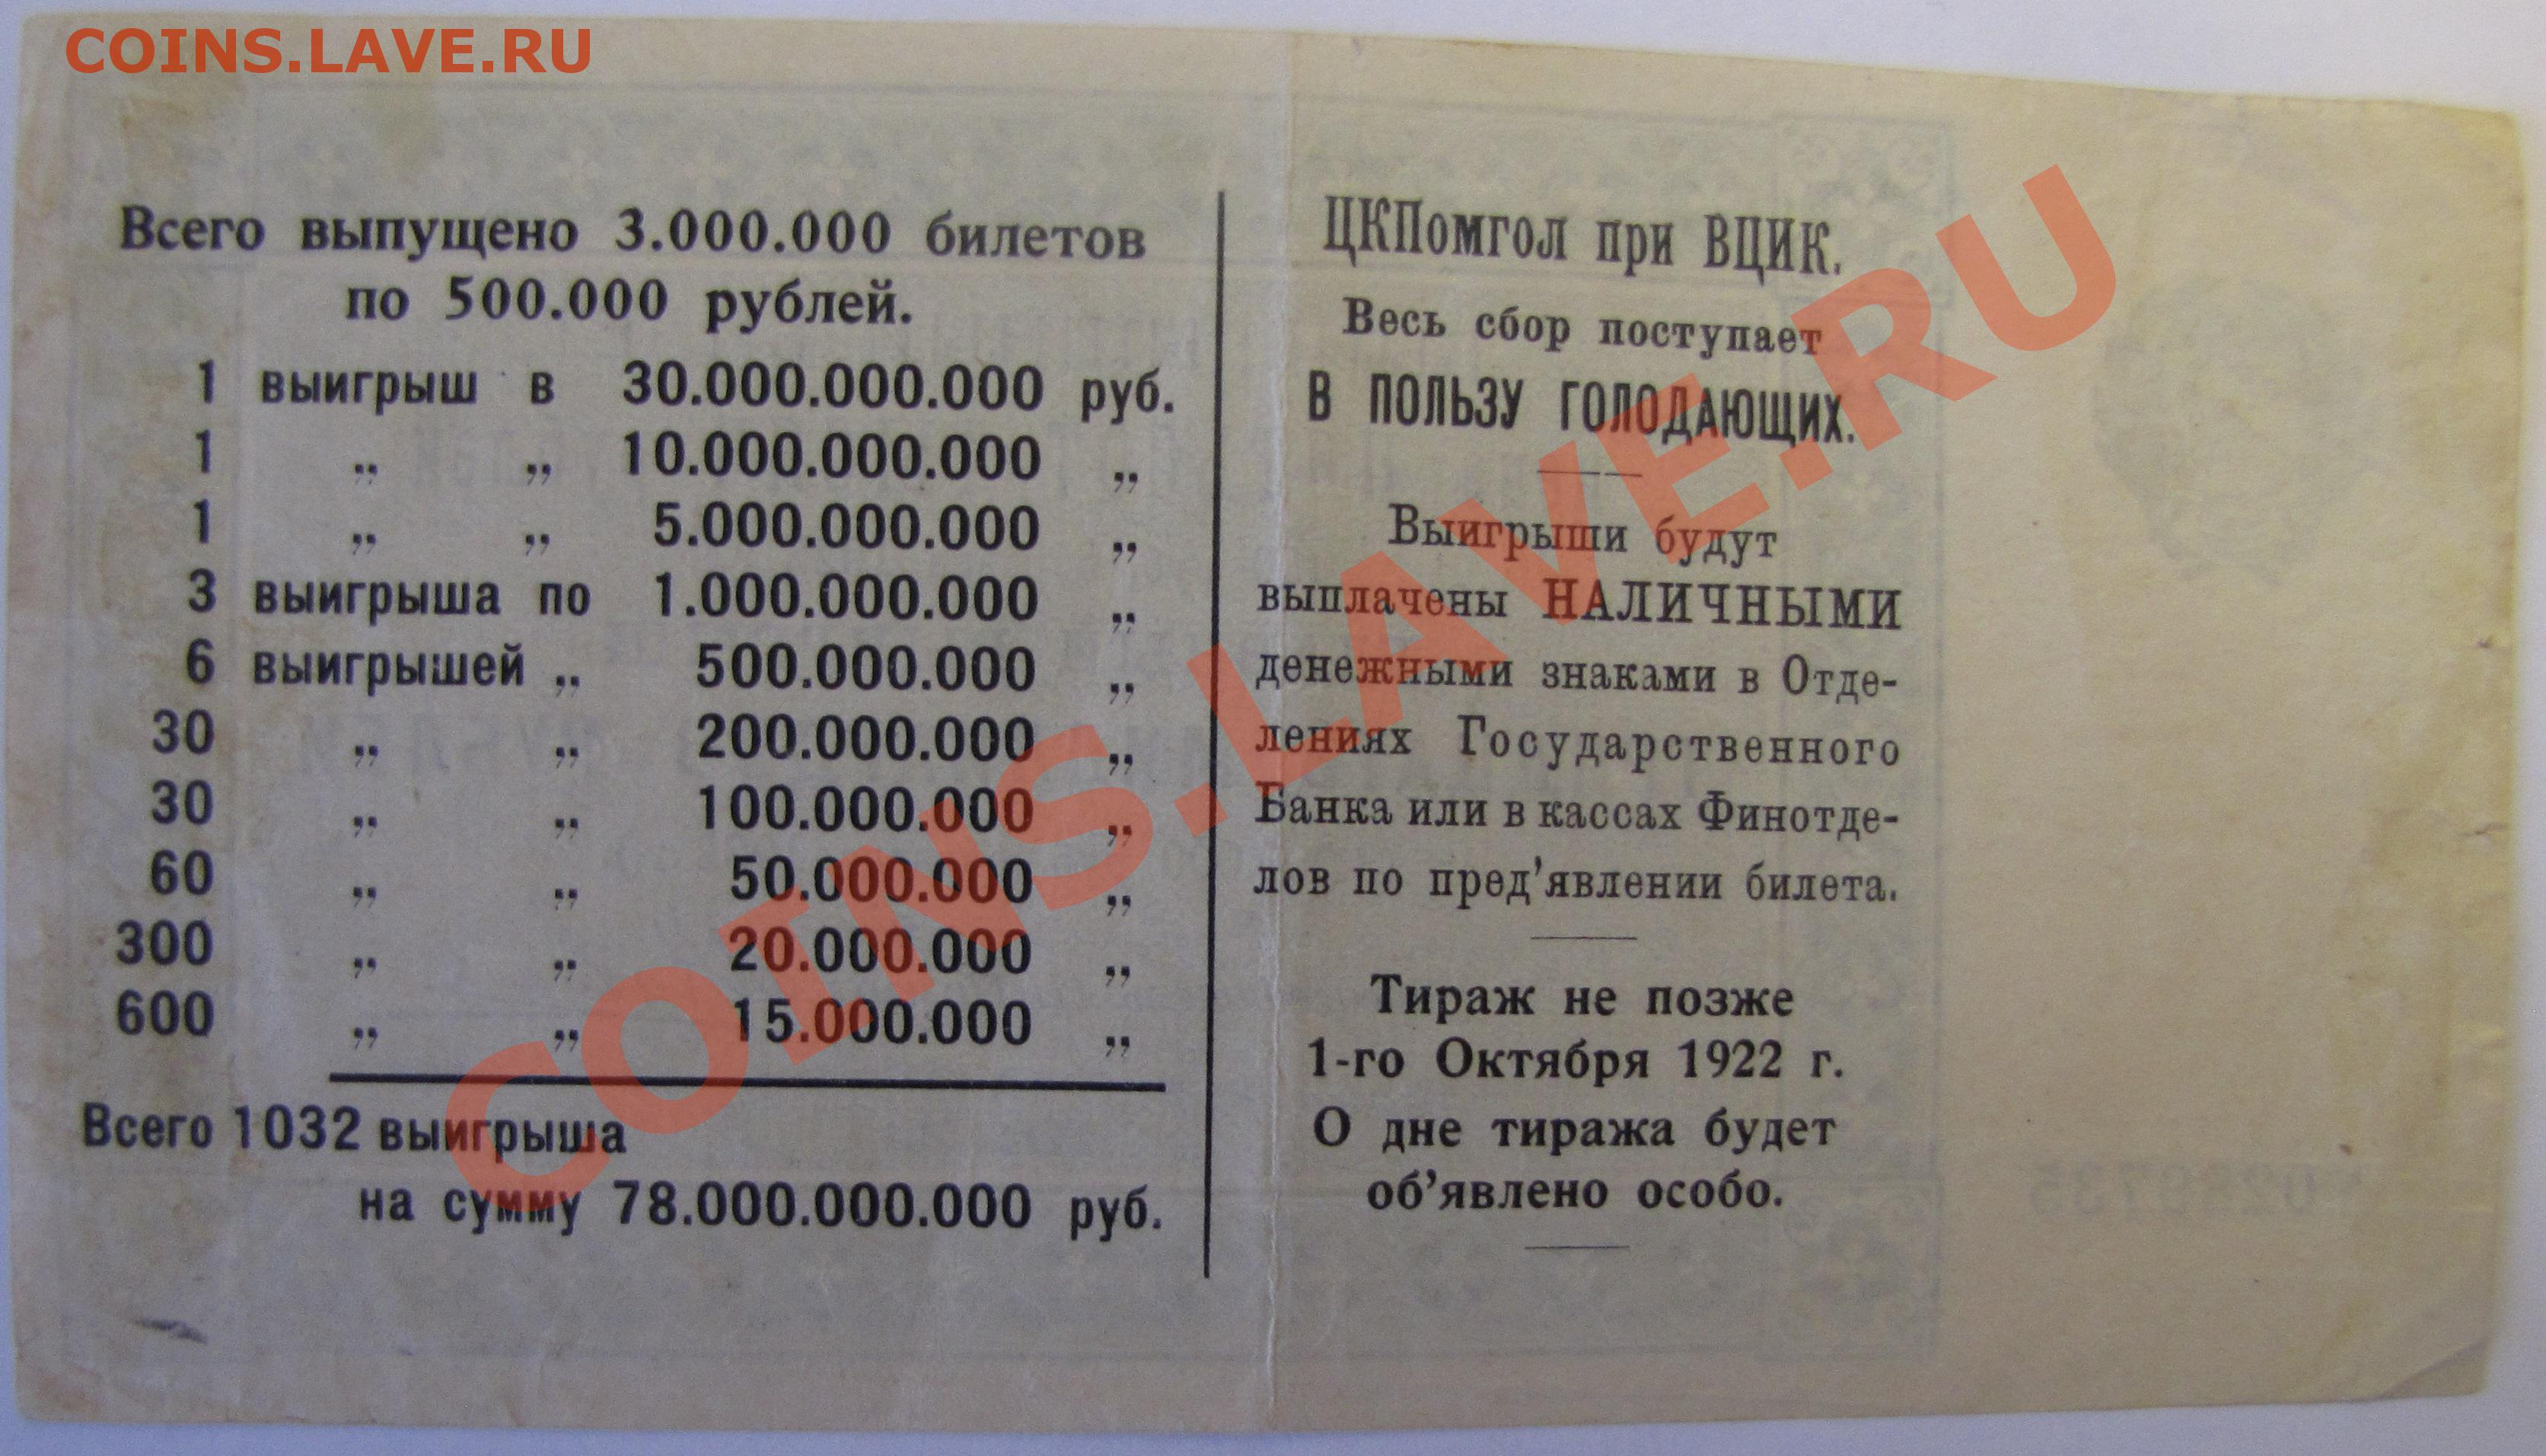 COINS.LAVE.RU
Всего выпущено 3.000.000 билетов
по 500.000 рублей.
1 выигрыш в 30.000.000.000 руб.
1 „ „ 10.000.000.000 „
1 „ „ 5.000.000.000 „
3 выигрыша по 1.000.000.000 „
6 выигрышей „ 500.000.000 „
30 „ „ 200.000.000 „
30 „ „ 100.000.000 „
60 „ „ 50.000.000 „
300 „ „ 20.000.000 „
600 „ „ 15.000.000 „
Всего 1032 выигрыша
на сумму 78.000.000.000 руб.
ЦКПомгол при ВЦИК.
Весь сбор поступает
В ПОЛЬЗУ ГОЛОДАЮЩИХ.
Выигрыши будут
выплачены НАЛИЧНЫМИ
денежными знаками в Отде-
лениях Государственного
Банка или в кассах Финотде-
лов по пред'явлении билета.
Тираж не позже
1-го Октября 1922 г.
О дне тиража будет
об'явлено особо.
COINS.LAVE.RU